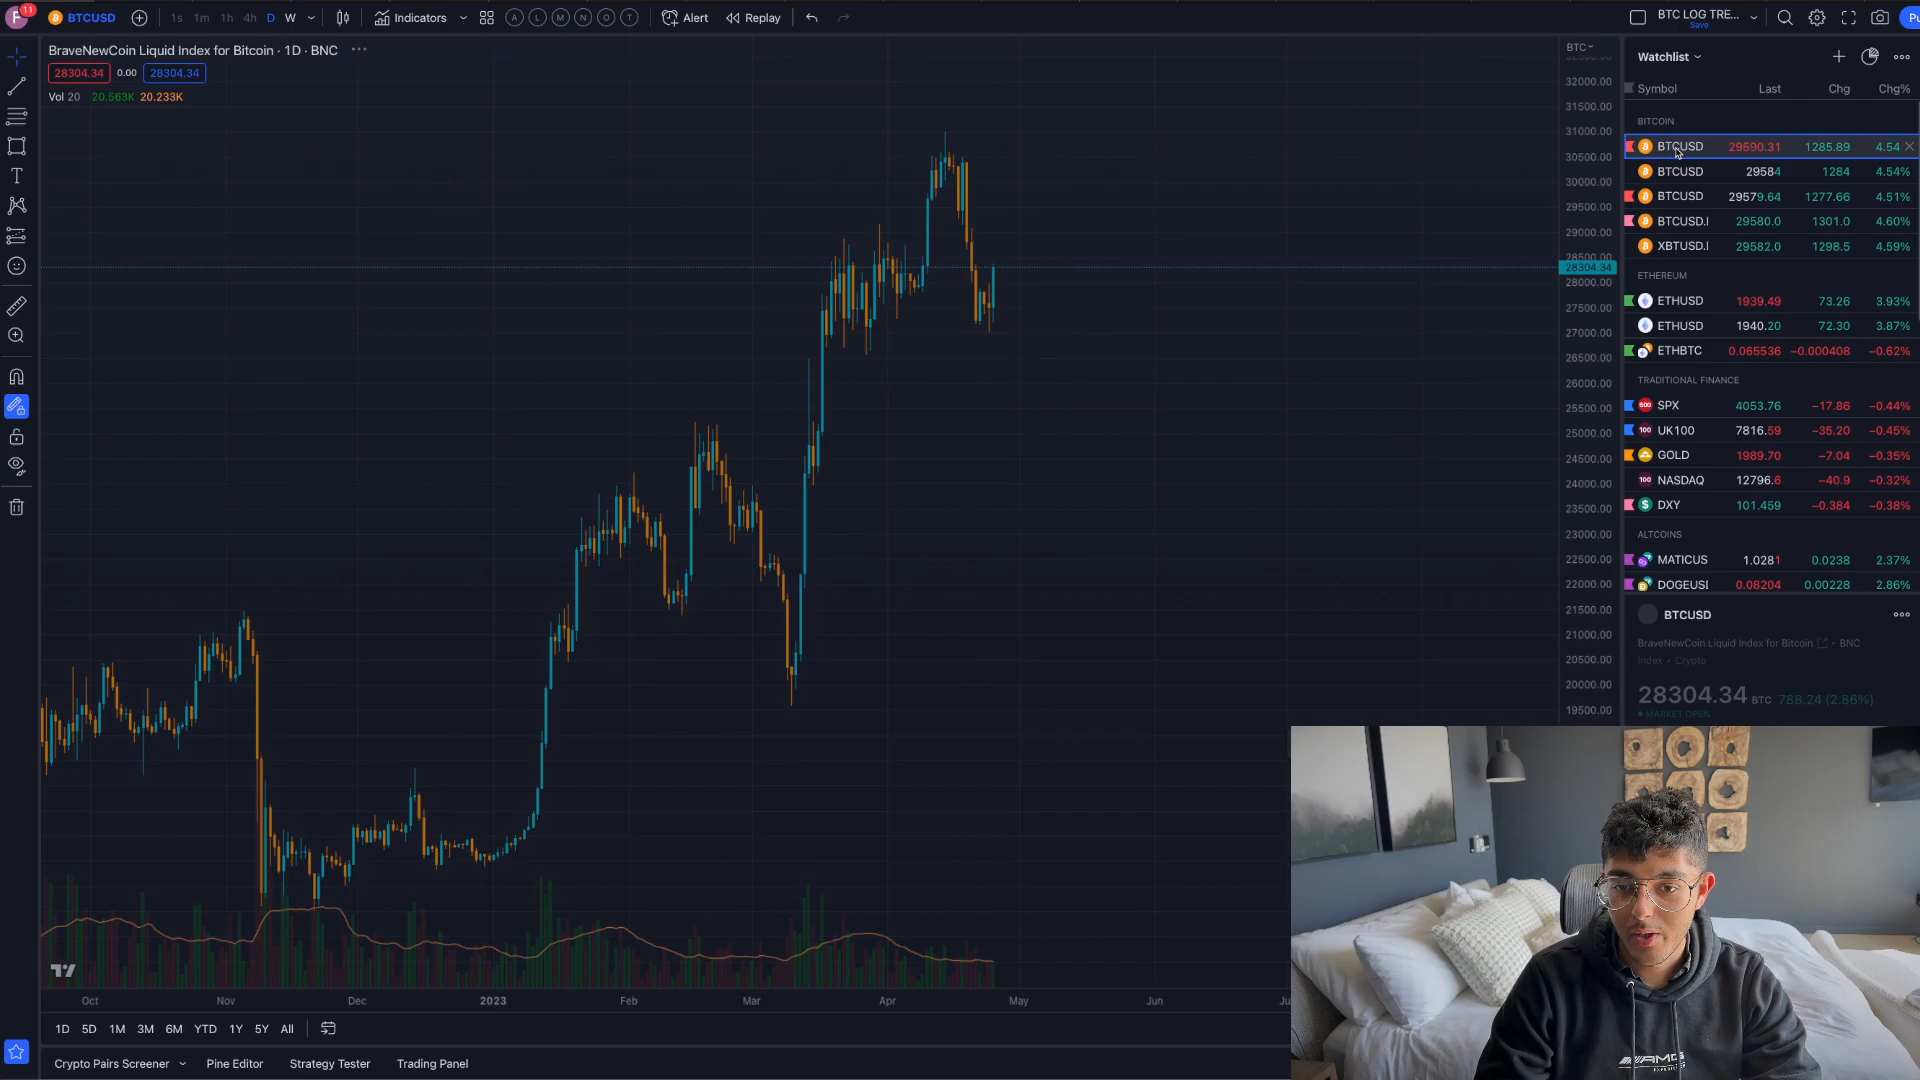 F 11 BTCUSD 1s 1m 1h 4h D W Indicators A L M N O T Alert Replay BTC LOG TRE... Save Pu
BraveNewCoin Liquid Index for Bitcoin · 1D · BNC
28304.34 0.00 28304.34
Vol 20 20.563K 20.233K
BTC
32000.00
31500.00
31000.00
30500.00
30000.00
29500.00
29000.00
28500.00
28304.34
28000.00
27500.00
27000.00
26500.00
26000.00
25500.00
25000.00
24500.00
24000.00
23500.00
23000.00
22500.00
22000.00
21500.00
21000.00
20500.00
20000.00
19500.00
Watchlist
Symbol Last Chg Chg%
BITCOIN
BTCUSD 29590.31 1285.89 4.54
BTCUSD 29584 1284 4.54%
BTCUSD 29579.64 1277.66 4.51%
BTCUSD.I 29580.0 1301.0 4.60%
XBTUSD.I 29582.0 1298.5 4.59%
ETHEREUM
ETHUSD 1939.49 73.26 3.93%
ETHUSD 1940.20 72.30 3.87%
ETHBTC 0.065536 −0.000408 −0.62%
TRADITIONAL FINANCE
500 SPX 4053.76 −17.86 −0.44%
100 UK100 7816.59 −35.20 −0.45%
GOLD 1989.70 −7.04 −0.35%
100 NASDAQ 12796.6 −40.9 −0.32%
$ DXY 101.459 −0.384 −0.38%
ALTCOINS
MATICUS 1.0281 0.0238 2.37%
DOGEUSI 0.08204 0.00228 2.86%
BTCUSD
BraveNewCoin Liquid Index for Bitcoin • BNC
Index • Crypto
28304.34 BTC 788.24 (2.86%)
MARKET OPEN
Oct Nov Dec 2023 Feb Mar Apr May Jun Ju
1D 5D 1M 3M 6M YTD 1Y 5Y All
Crypto Pairs Screener Pine Editor Strategy Tester Trading Panel
AMG